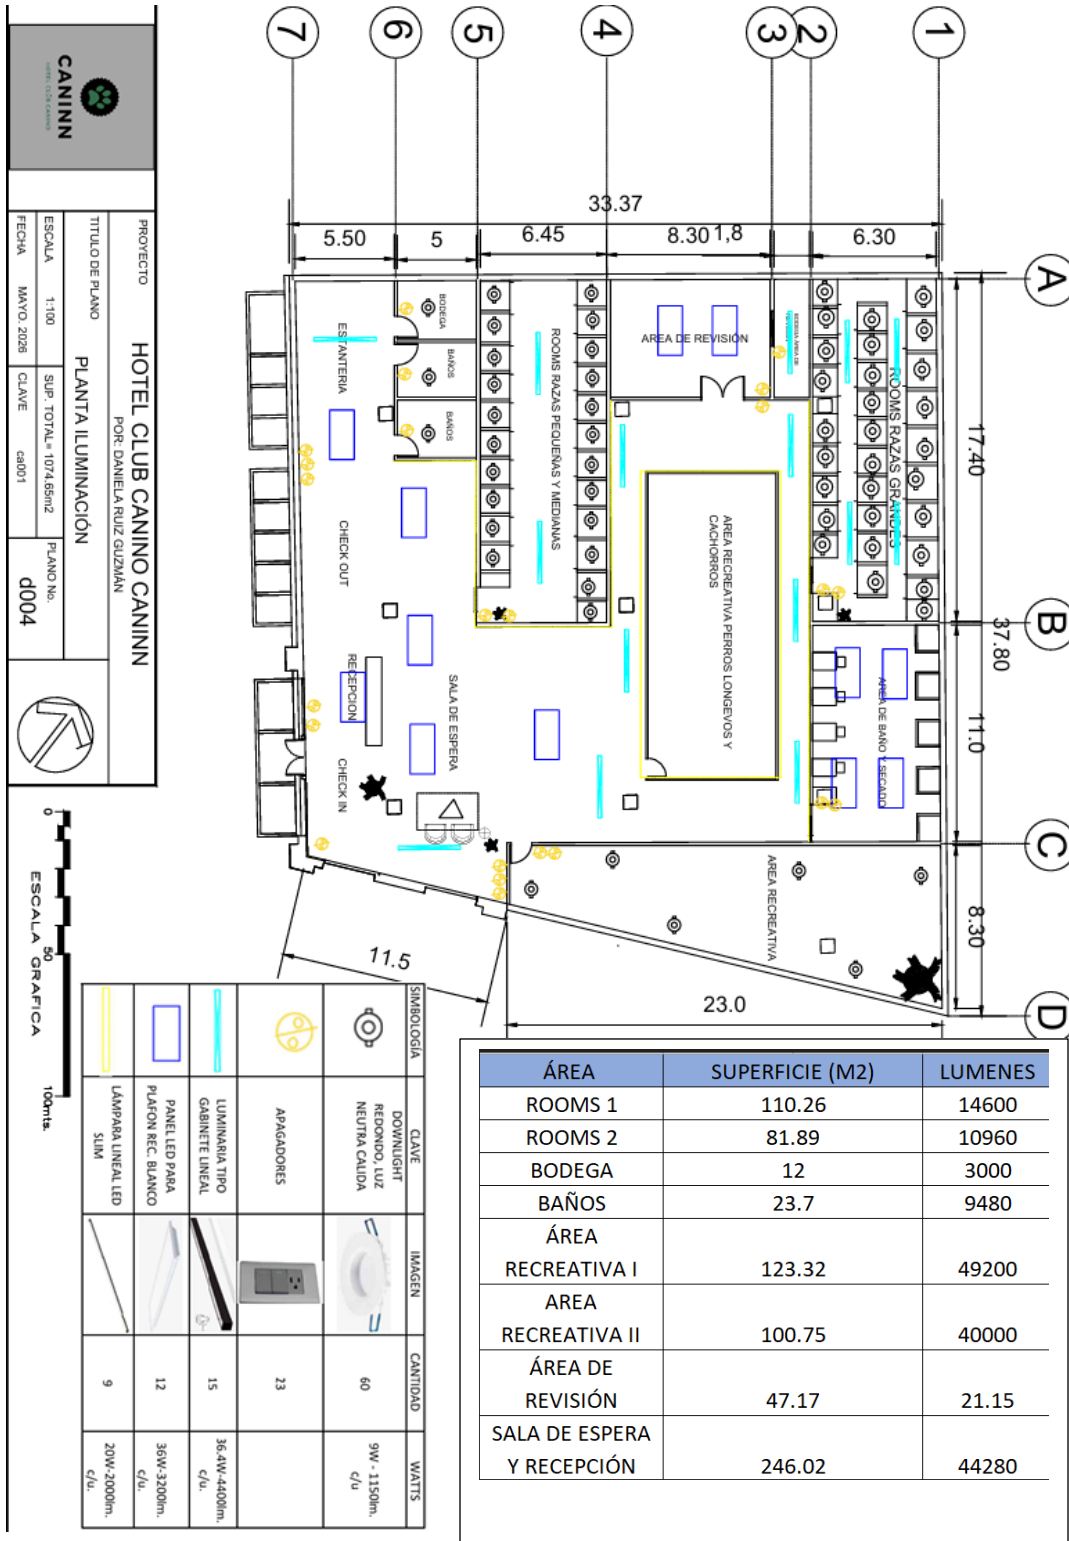 7
6
5
4
3
2
1
A
B
C
D
33.37
5.50
5
6.45
8.30
1,8
6.30
17.40
37.80
11.0
8.30
11.5
23.0
ESTANTERIA
BODEGA
BAÑOS
BAÑOS
ROOMS RAZAS PEQUEÑAS Y MEDIANAS
AREA DE REVISIÓN
BODEGA AREA DE
ROOMS RAZAS GRANDES
AREA RECREATIVA PERROS LONGEVOS Y
CACHORROS
CHECK OUT
RECEPCION
SALA DE ESPERA
CHECK IN
AREA DE BAÑO Y SECADO
AREA RECREATIVA
CANINN
HOTEL CLUB CANINO
PROYECTO
HOTEL CLUB CANINO CANINN
POR: DANIELA RUIZ GUZMÁN
TITULO DE PLANO
PLANTA ILUMINACIÓN
ESCALA 1:100
SUP. TOTAL= 1074.65m2
PLANO No.
FECHA MAYO, 2026
CLAVE ca001
d004
0
50
100mts.
ESCALA GRAFICA
SIMBOLOGÍA CLAVE IMAGEN CANTIDAD WATTS
DOWNLIGHT
REDONDO, LUZ
NEUTRA CALIDA
60
9W - 1150lm.
c/u
APAGADORES
23
LUMINARIA TIPO
GABINETE LINEAL
15
36.4W-4400lm.
c/u.
PANEL LED PARA
PLAFON REC. BLANCO
12
36W-3200lm.
c/u.
LÁMPARA LINEAL LED
SLIM
9
20W-2000lm.
c/u.
ÁREA SUPERFICIE (M2) LUMENES
ROOMS 1 110.26 14600
ROOMS 2 81.89 10960
BODEGA 12 3000
BAÑOS 23.7 9480
ÁREA
RECREATIVA I 123.32 49200
AREA
RECREATIVA II 100.75 40000
ÁREA DE
REVISIÓN 47.17 21.15
SALA DE ESPERA
Y RECEPCIÓN 246.02 44280